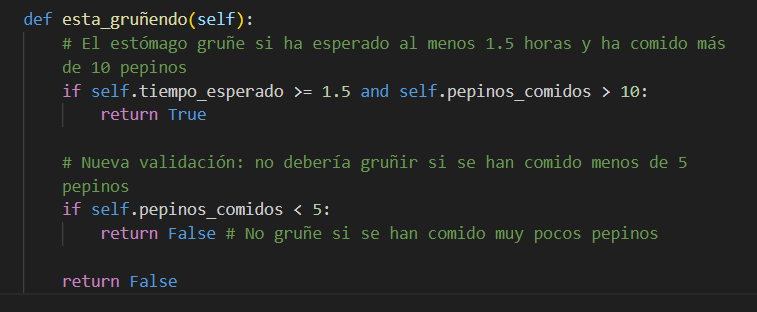 def esta_gruñendo(self):
    # El estómago gruñe si ha esperado al menos 1.5 horas y ha comido más
    de 10 pepinos
    if self.tiempo_esperado >= 1.5 and self.pepinos_comidos > 10:
        return True

    # Nueva validación: no debería gruñir si se han comido menos de 5
    pepinos
    if self.pepinos_comidos < 5:
        return False # No gruñe si se han comido muy pocos pepinos

    return False